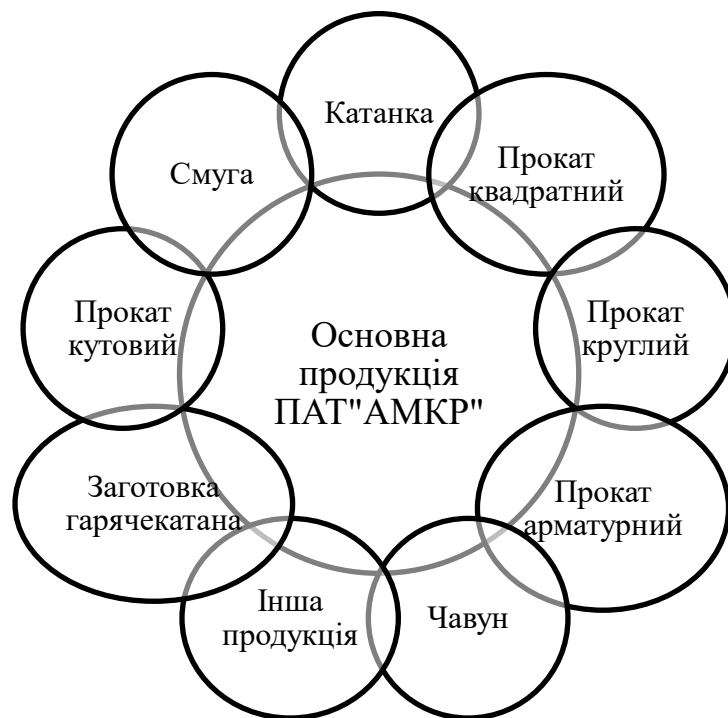 Катанка
Прокат
квадратний
Прокат
круглий
Прокат
арматурний
Чавун
Інша
продукція
Заготовка
гарячекатана
Прокат
кутовий
Смуга
Основна
продукція
ПАТ"АМКР"